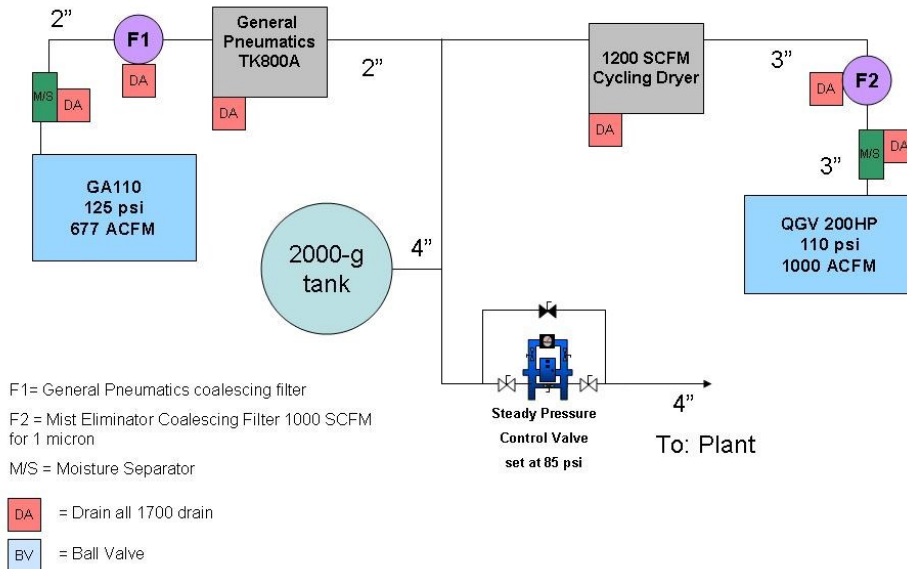 2”
F1
General
Pneumatics
TK800A
2”
1200 SCFM
Cycling Dryer
3”
F2
DA
DA
DA
DA
DA
DA
M/S
M/S
3”
GA110
125 psi
677 ACFM
QGV 200HP
110 psi
1000 ACFM
2000-g
tank
4”
Steady Pressure
Control Valve
set at 85 psi
4”
To: Plant
F1= General Pneumatics coalescing filter
F2 = Mist Eliminator Coalescing Filter 1000 SCFM
for 1 micron
M/S = Moisture Separator
DA = Drain all 1700 drain
BV = Ball Valve